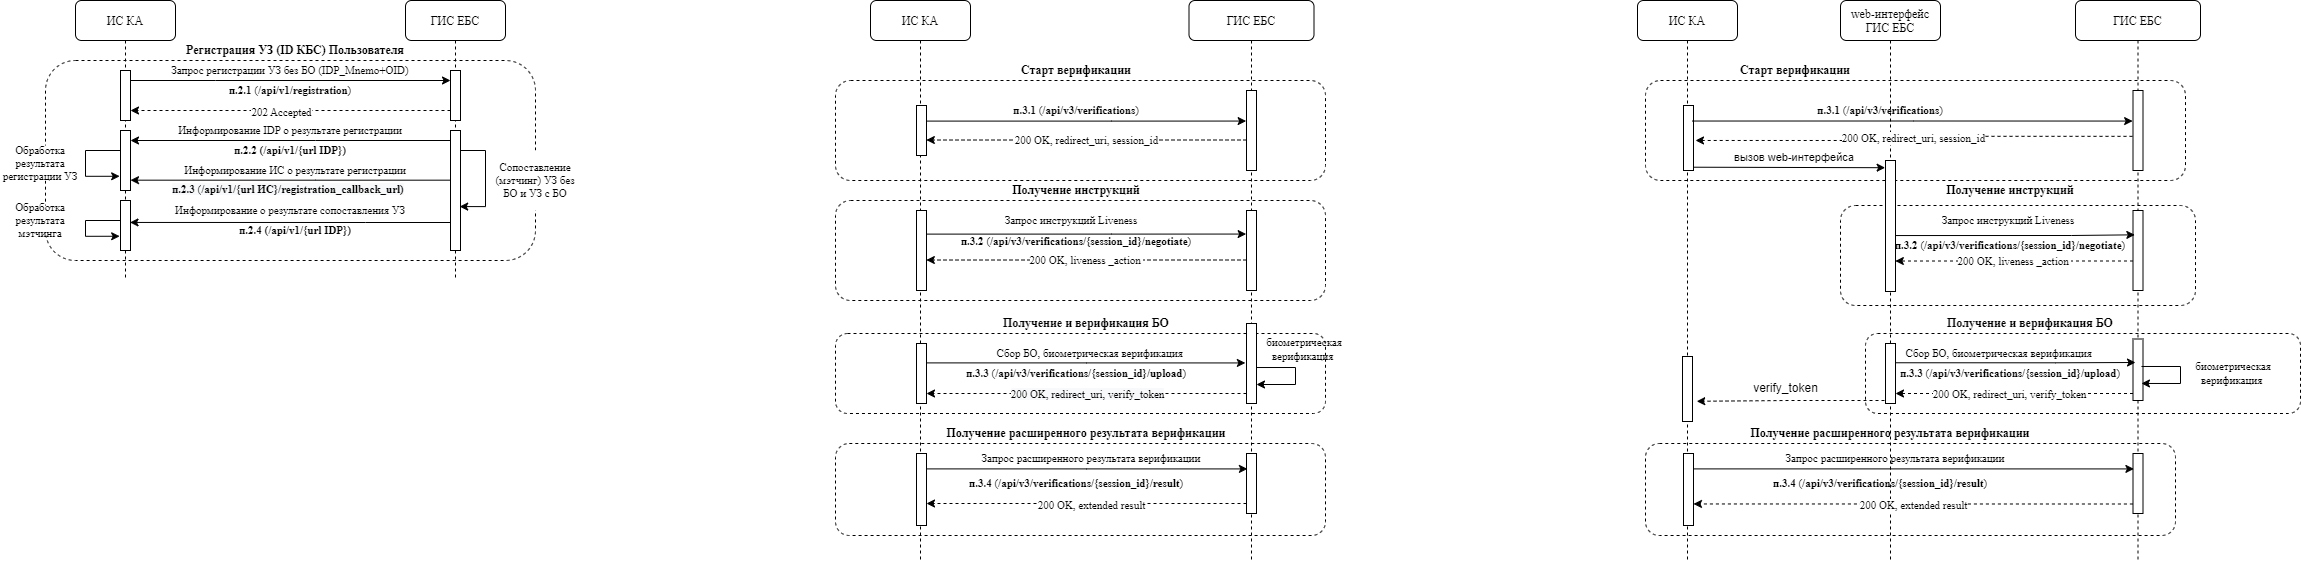 ИС КА
ГИС ЕБС
Регистрация УЗ (ID КБС) Пользователя
Запрос регистрации УЗ без БО (IDP_Mnemo+OID)
п.2.1 (/api/v1/registration)
202 Accepted
Информирование IDP о результате регистрации
п.2.2 (/api/v1/{url IDP})
Обработка
результата
регистрации УЗ
Информирование ИС о результате регистрации
п.2.3 (/api/v1/{url ИС}/registration_callback_url)
Сопоставление
(мэтчинг) УЗ без
БО и УЗ с БО
Обработка
результата
мэтчинга
Информирование о результате сопоставления УЗ
п.2.4 (/api/v1/{url IDP})
ИС КА
ГИС ЕБС
Старт верификации
п.3.1 (/api/v3/verifications)
200 OK, redirect_uri, session_id
Получение инструкций
Запрос инструкций Liveness
п.3.2 (/api/v3/verifications/{session_id}/negotiate)
200 OK, liveness _action
Получение и верификация БО
биометрическая
верификация
Сбор БО, биометрическая верификация
п.3.3 (/api/v3/verifications/{session_id}/upload)
200 OK, redirect_uri, verify_token
Получение расширенного результата верификации
Запрос расширенного результата верификации
п.3.4 (/api/v3/verifications/{session_id}/result)
200 OK, extended result
ИС КА
web-интерфейс
ГИС ЕБС
ГИС ЕБС
Старт верификации
п.3.1 (/api/v3/verifications)
200 OK, redirect_uri, session_id
вызов web-интерфейса
Получение инструкций
Запрос инструкций Liveness
п.3.2 (/api/v3/verifications/{session_id}/negotiate)
200 OK, liveness _action
Получение и верификация БО
Сбор БО, биометрическая верификация
п.3.3 (/api/v3/verifications/{session_id}/upload)
биометрическая
верификация
200 OK, redirect_uri, verify_token
verify_token
Получение расширенного результата верификации
Запрос расширенного результата верификации
п.3.4 (/api/v3/verifications/{session_id}/result)
200 OK, extended result